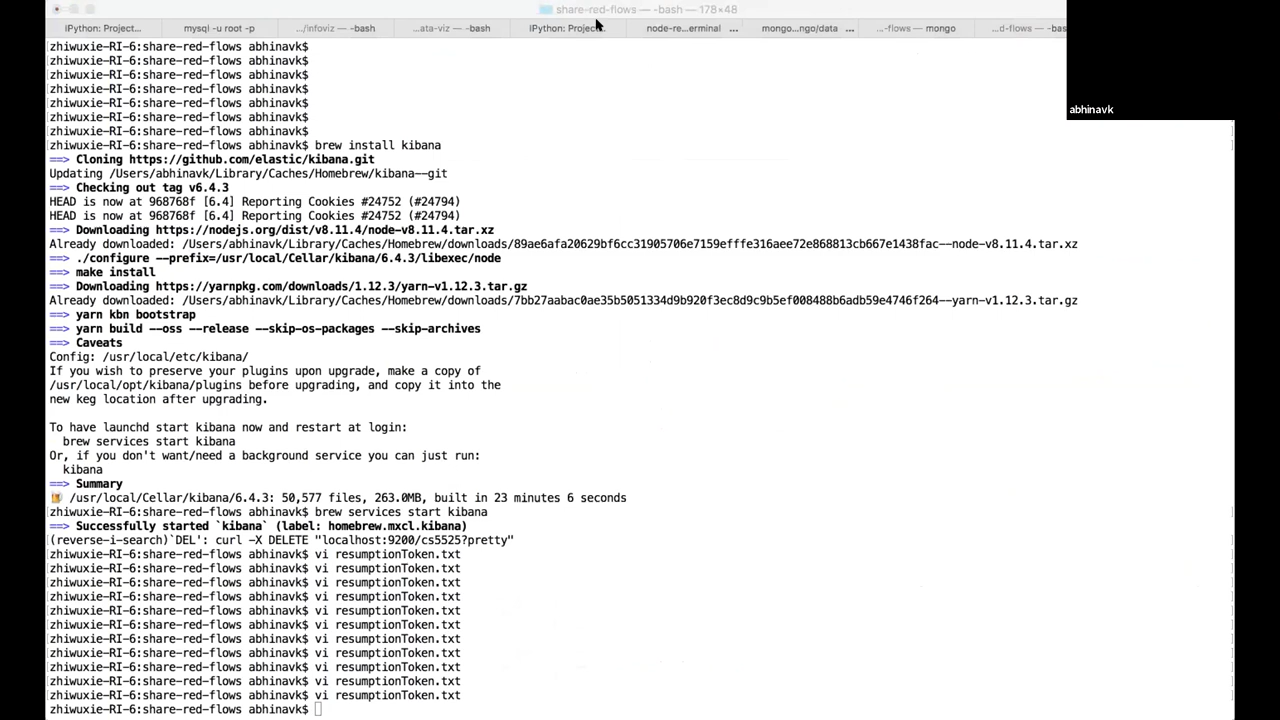 share-red-flows — -bash — 178×48
IPython: Project... mysql -u root -p .../infoviz — -bash ...ata-viz — -bash IPython: Projec... node-re...erminal ... mongo...ngo/data ... ...-flows — mongo ...d-flows — -bas
abhinavk
zhiwuxie-RI-6:share-red-flows abhinavk$
zhiwuxie-RI-6:share-red-flows abhinavk$
zhiwuxie-RI-6:share-red-flows abhinavk$
zhiwuxie-RI-6:share-red-flows abhinavk$
zhiwuxie-RI-6:share-red-flows abhinavk$
zhiwuxie-RI-6:share-red-flows abhinavk$
zhiwuxie-RI-6:share-red-flows abhinavk$
zhiwuxie-RI-6:share-red-flows abhinavk$ brew install kibana
==> Cloning https://github.com/elastic/kibana.git
Updating /Users/abhinavk/Library/Caches/Homebrew/kibana--git
==> Checking out tag v6.4.3
HEAD is now at 968768f [6.4] Reporting Cookies #24752 (#24794)
HEAD is now at 968768f [6.4] Reporting Cookies #24752 (#24794)
==> Downloading https://nodejs.org/dist/v8.11.4/node-v8.11.4.tar.xz
Already downloaded: /Users/abhinavk/Library/Caches/Homebrew/downloads/89ae6afa20629bf6cc31905706e7159efffe316aee72e868813cb667e1438fac--node-v8.11.4.tar.xz
==> ./configure --prefix=/usr/local/Cellar/kibana/6.4.3/libexec/node
==> make install
==> Downloading https://yarnpkg.com/downloads/1.12.3/yarn-v1.12.3.tar.gz
Already downloaded: /Users/abhinavk/Library/Caches/Homebrew/downloads/7bb27aabac0ae35b5051334d9b920f3ec8d9c9b5ef008488b6adb59e4746f264--yarn-v1.12.3.tar.gz
==> yarn kbn bootstrap
==> yarn build --oss --release --skip-os-packages --skip-archives
==> Caveats
Config: /usr/local/etc/kibana/
If you wish to preserve your plugins upon upgrade, make a copy of
/usr/local/opt/kibana/plugins before upgrading, and copy it into the
new keg location after upgrading.
To have launchd start kibana now and restart at login:
brew services start kibana
Or, if you don't want/need a background service you can just run:
kibana
==> Summary
🍺 /usr/local/Cellar/kibana/6.4.3: 50,577 files, 263.0MB, built in 23 minutes 6 seconds
zhiwuxie-RI-6:share-red-flows abhinavk$ brew services start kibana
==> Successfully started `kibana` (label: homebrew.mxcl.kibana)
(reverse-i-search)`DEL': curl -X DELETE "localhost:9200/cs5525?pretty"
zhiwuxie-RI-6:share-red-flows abhinavk$ vi resumptionToken.txt
zhiwuxie-RI-6:share-red-flows abhinavk$ vi resumptionToken.txt
zhiwuxie-RI-6:share-red-flows abhinavk$ vi resumptionToken.txt
zhiwuxie-RI-6:share-red-flows abhinavk$ vi resumptionToken.txt
zhiwuxie-RI-6:share-red-flows abhinavk$ vi resumptionToken.txt
zhiwuxie-RI-6:share-red-flows abhinavk$ vi resumptionToken.txt
zhiwuxie-RI-6:share-red-flows abhinavk$ vi resumptionToken.txt
zhiwuxie-RI-6:share-red-flows abhinavk$ vi resumptionToken.txt
zhiwuxie-RI-6:share-red-flows abhinavk$ vi resumptionToken.txt
zhiwuxie-RI-6:share-red-flows abhinavk$ vi resumptionToken.txt
zhiwuxie-RI-6:share-red-flows abhinavk$ vi resumptionToken.txt
zhiwuxie-RI-6:share-red-flows abhinavk$